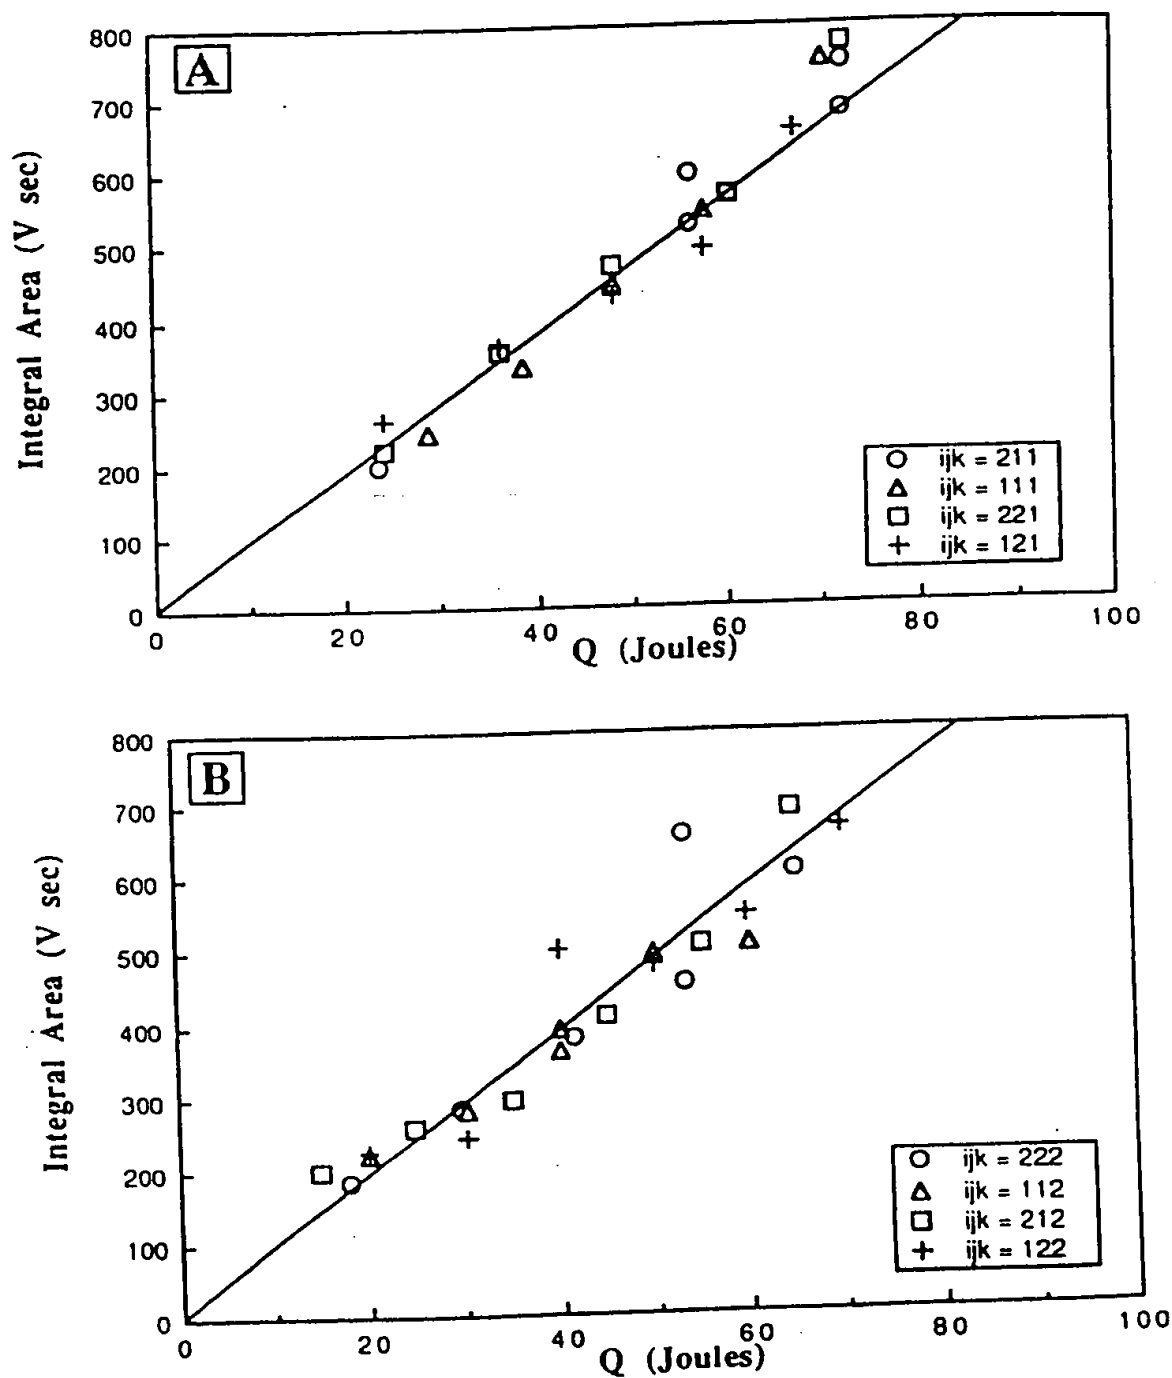 A
800
700
600
500
400
300
200
100
0
Integral Area (V sec)
ijk = 211
ijk = 111
ijk = 221
ijk = 121
0
20
40
60
80
100
Q (Joules)
B
800
700
600
500
400
300
200
100
0
Integral Area (V sec)
ijk = 222
ijk = 112
ijk = 212
ijk = 122
0
20
40
60
80
100
Q (Joules)